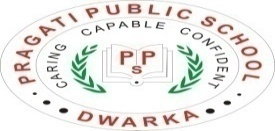 PRAGATI PUBLIC SCHOOL
CARING CAPABLE CONFIDENT
PPS
DWARKA